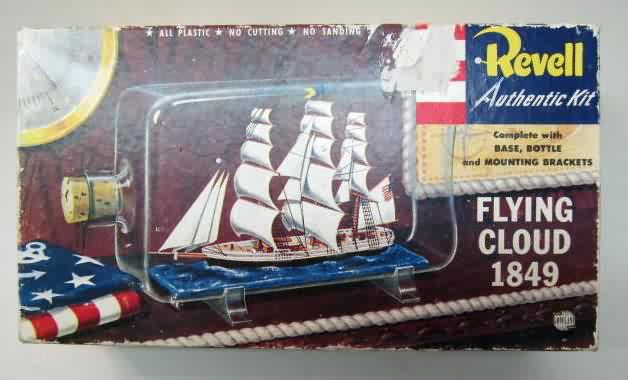 ★ ALL PLASTIC ★ NO CUTTING ★ NO SANDING
Revell
Authentic Kit
Complete with
BASE, BOTTLE
and MOUNTING BRACKETS
FLYING
CLOUD
1849